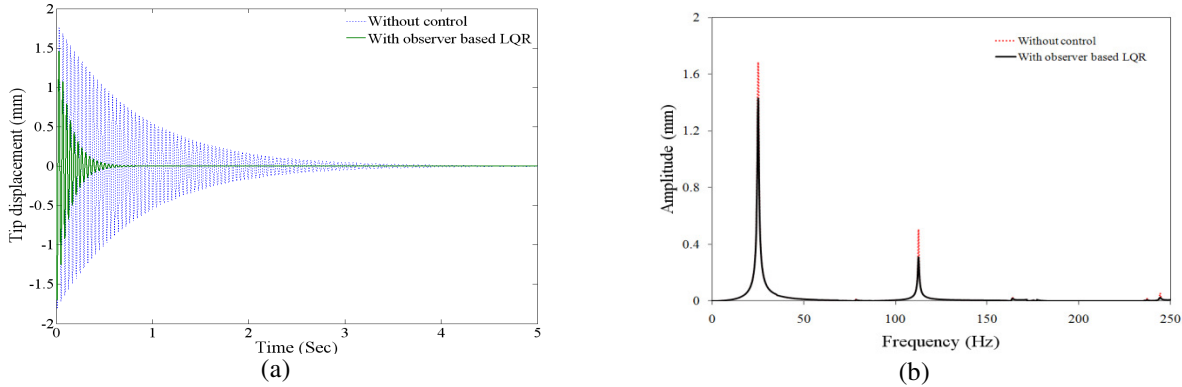 Without control
With observer based LQR
Tip displacement (mm)
2
1.5
1
0.5
0
-0.5
-1
-1.5
-2
0 1 2 3 4 5
Time (Sec)
(a)
Without control
With observer based LQR
Amplitude (mm)
2
1.6
1.2
0.8
0.4
0
0 50 100 150 200 250
Frequency (Hz)
(b)